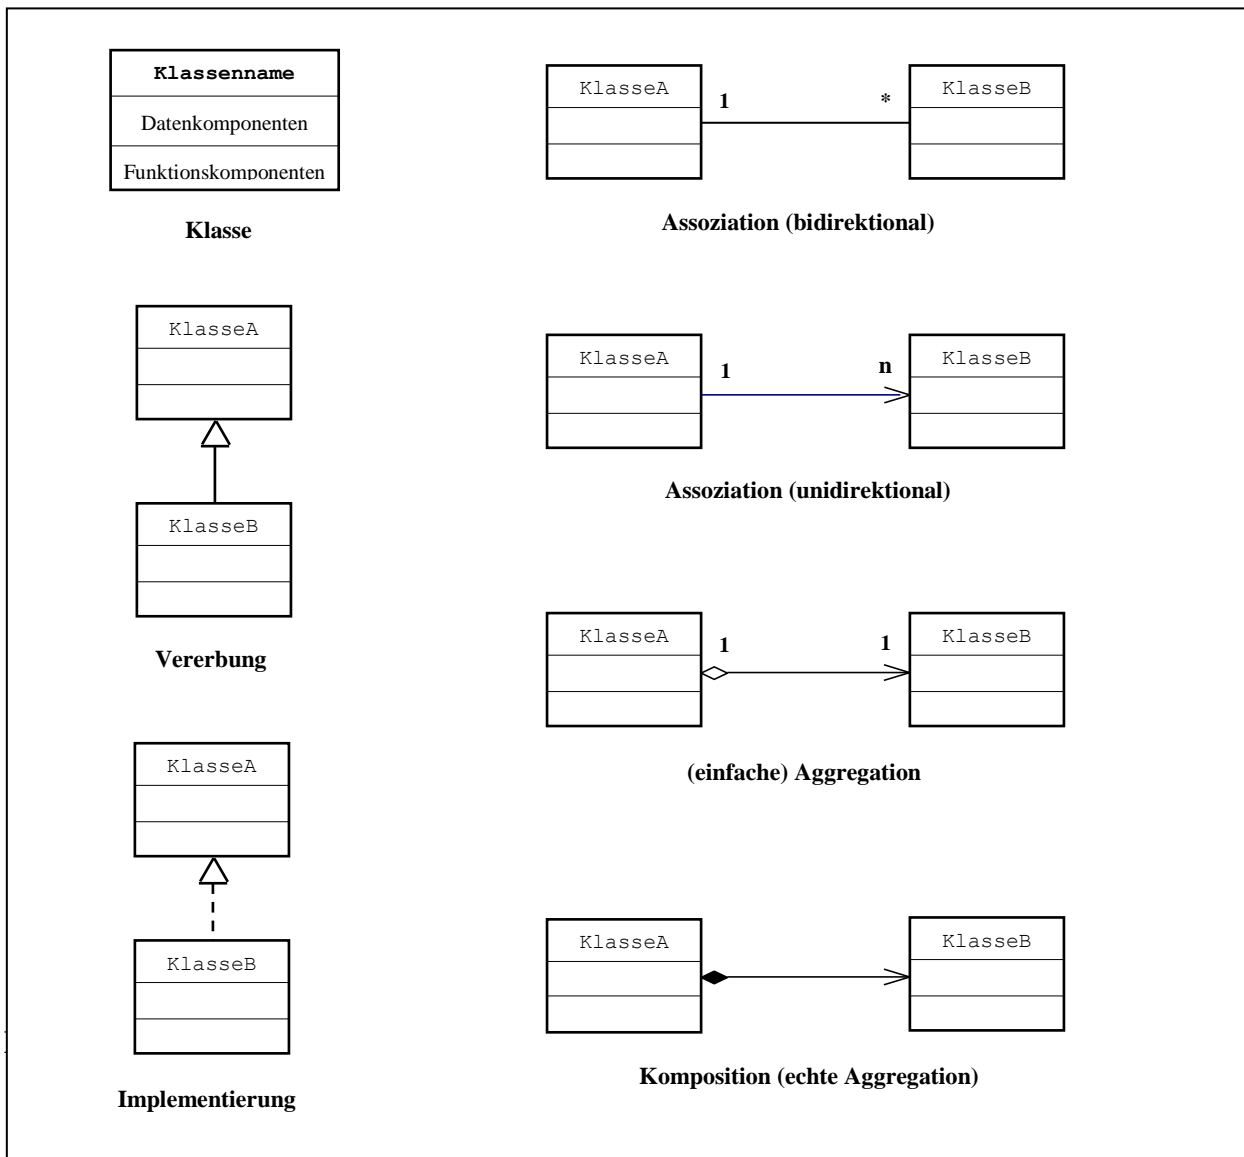 Klassenname
Datenkomponenten
Funktionskomponenten
Klasse
KlasseA
KlasseB
Vererbung
KlasseA
KlasseB
Implementierung
KlasseA
1
*
KlasseB
Assoziation (bidirektional)
KlasseA
1
n
KlasseB
Assoziation (unidirektional)
KlasseA
1
1
KlasseB
(einfache) Aggregation
KlasseA
KlasseB
Komposition (echte Aggregation)